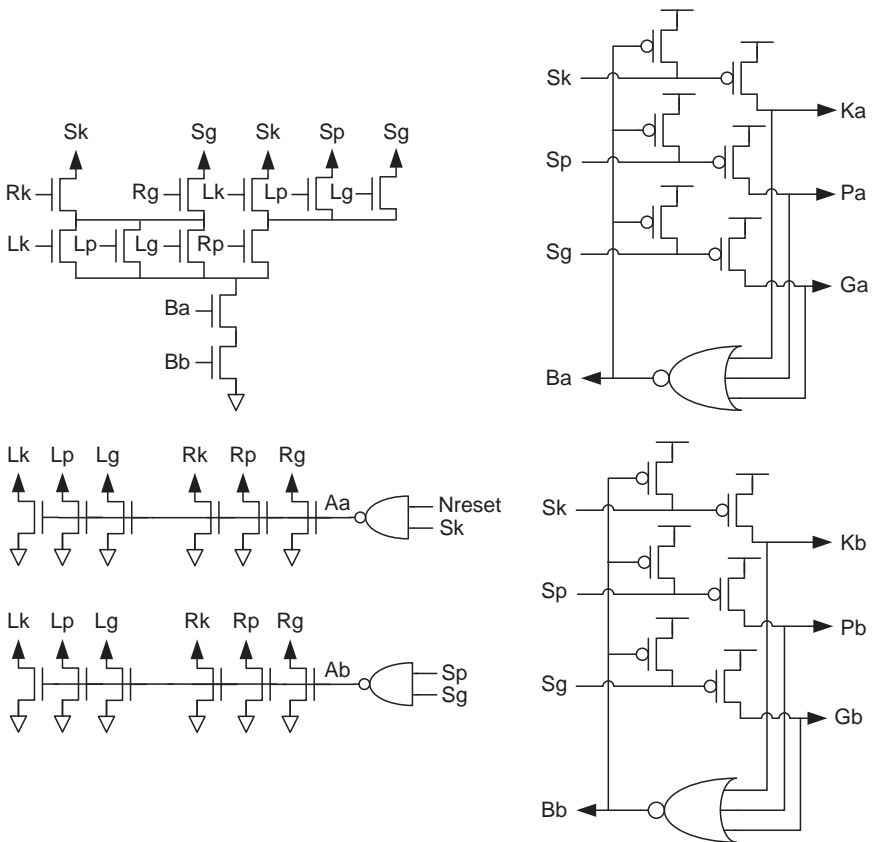 Sk Sg Sk Sp Sg
Rk Rg Lk Lp Lg
Lk Lp Lg Rp
Ba
Bb
Sk
Ka
Sp
Pa
Sg
Ga
Ba
Lk Lp Lg Rk Rp Rg
Aa
Nreset
Sk
Lk Lp Lg Rk Rp Rg
Ab
Sp
Sg
Sk
Kb
Sp
Pb
Sg
Gb
Bb